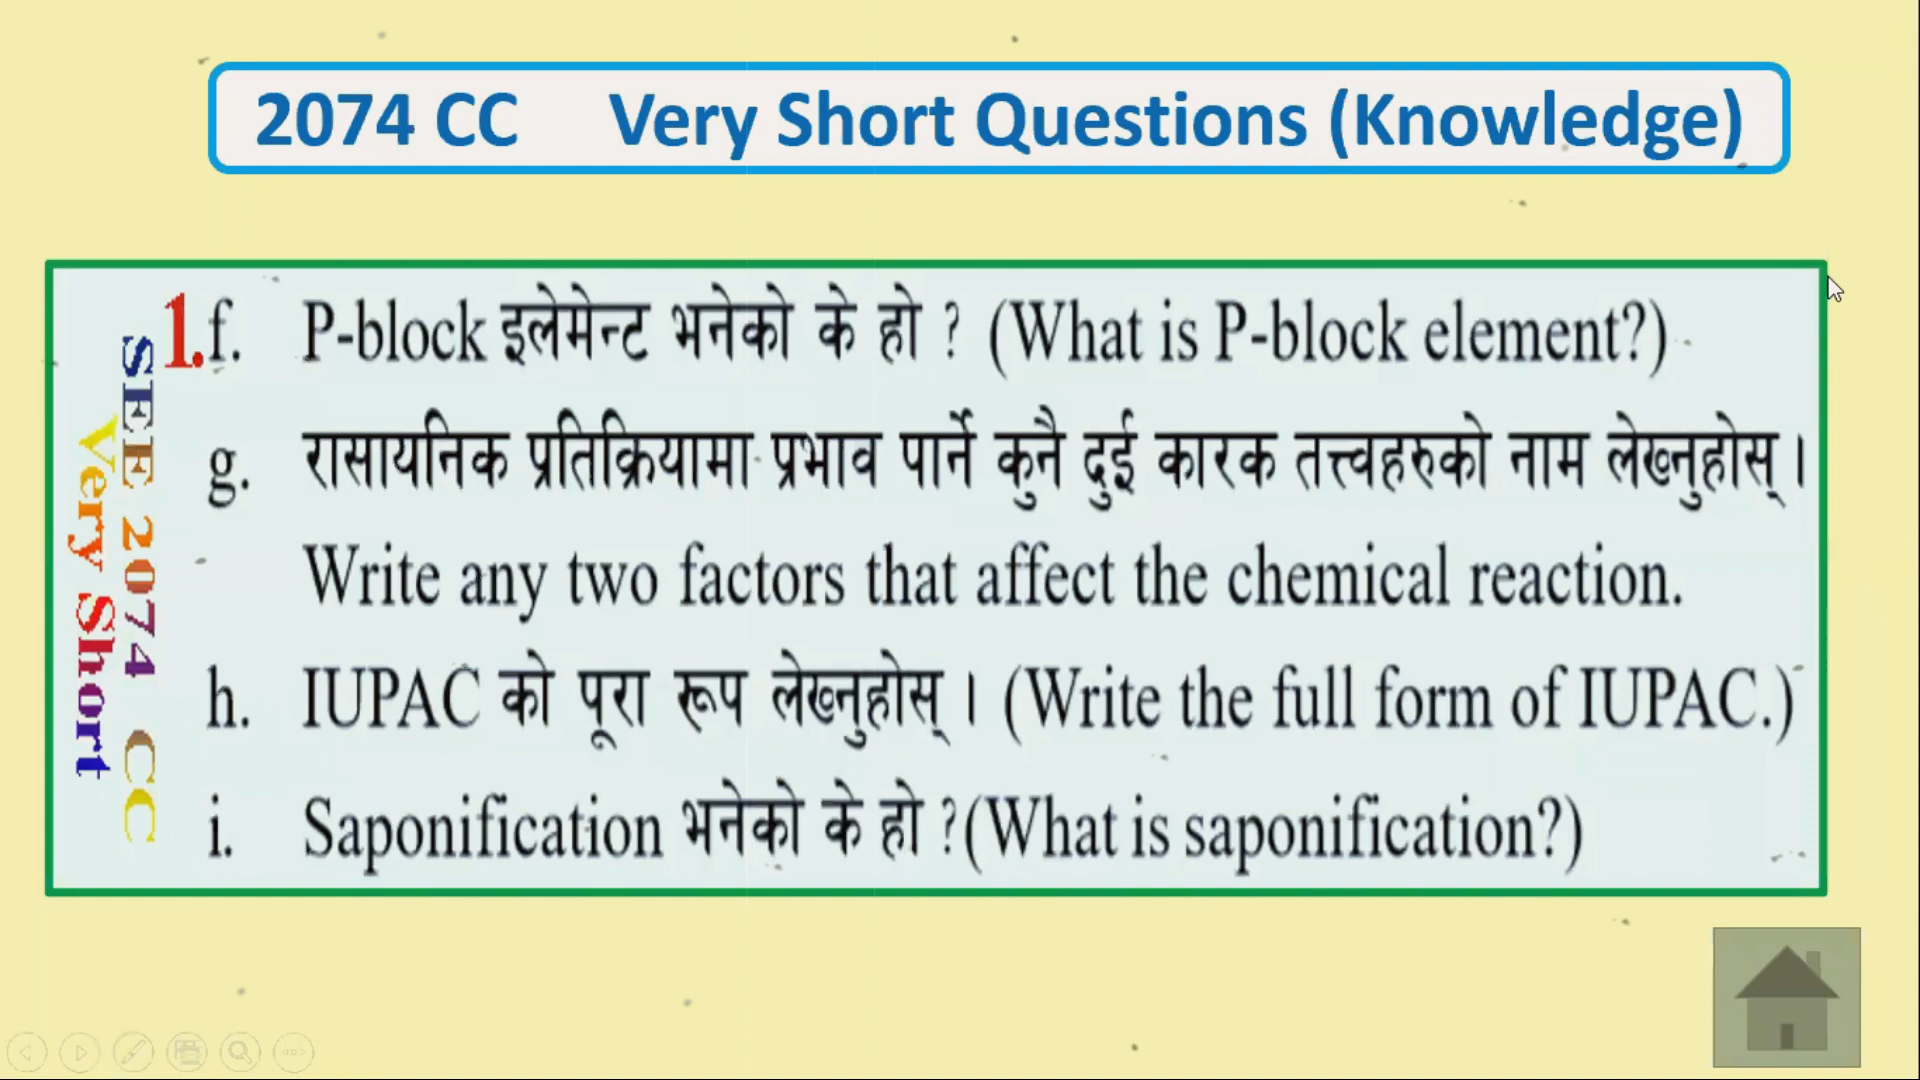 2074 CC Very Short Questions (Knowledge)
SEE 2074 CC
Very Short
1.f. P-block इलेमेन्ट भनेको के हो ? (What is P-block element?)
g. रासायनिक प्रतिक्रियामा प्रभाव पार्ने कुनै दुई कारक तत्त्वहरुको नाम लेख्नुहोस् ।
Write any two factors that affect the chemical reaction.
h. IUPAC को पूरा रूप लेख्नुहोस् । (Write the full form of IUPAC.)
i. Saponification भनेको के हो ?(What is saponification?)